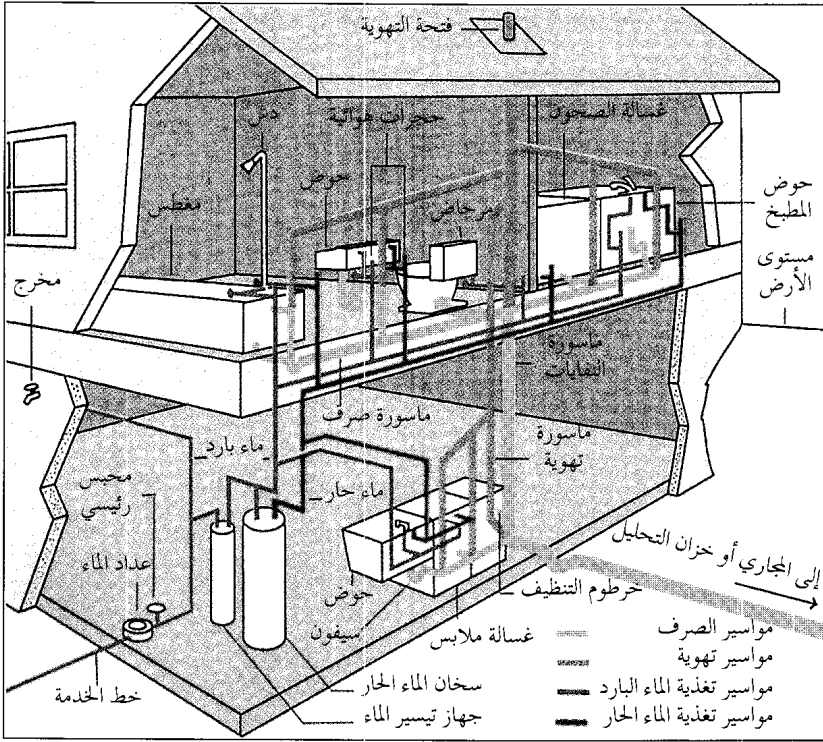 فتحة التهوية
دش
حجرات هوائية
غسالة الصحون
حوض
المطبخ
حوض
مرحاض
مغطس
مستوى
الأرض
مخرج
ماسورة
النفايات
ماسورة صرف
ماسورة
تهوية
ماء بارد
محبس
رئيسي
ماء حار
عداد الماء
إلى المجاري أو خزان التحليل
خرطوم التنظيف
حوض
سيفون
غسالة ملابس
خط الخدمة
سخان الماء الحار
جهاز تيسير الماء
مواسير الصرف
مواسير تهوية
مواسير تغذية الماء البارد
مواسير تغذية الماء الحار